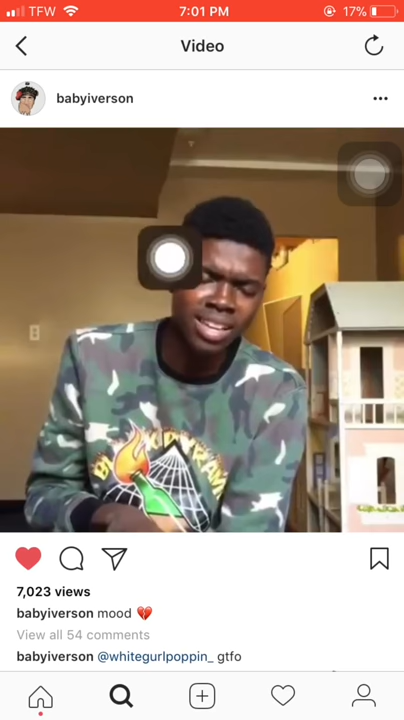 TFW 7:01 PM 17%
Video
babyiverson
7,023 views
babyiverson mood 💔
View all 54 comments
babyiverson @whitegurlpoppin_ gtfo